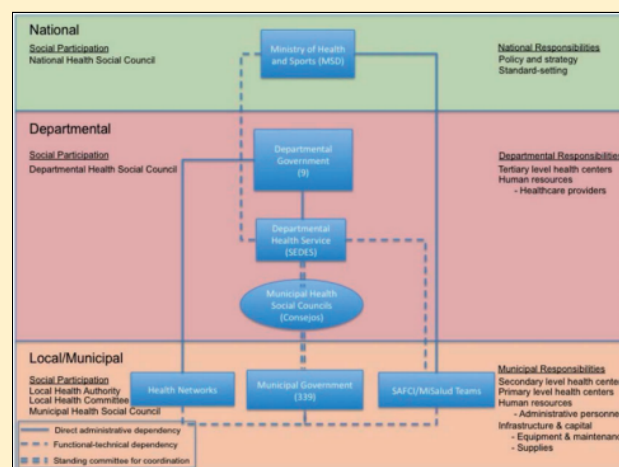 National
Social Participation
National Health Social Council
Ministry of Health
and Sports (MSD)
National Responsibilities
Policy and strategy
Standard-setting
Departmental
Social Participation
Departmental Health Social Council
Departmental
Government
(9)
Departmental Responsibilities
Tertiary level health centers
Human resources
- Healthcare providers
Departmental
Health Service
(SEDES)
Municipal Health
Social Councils
(Consejos)
Local/Municipal
Social Participation
Local Health Authority
Local Health Committee
Municipal Health Social Council
Health Networks
Municipal Government
(339)
SAFCI/MiSalud Teams
Municipal Responsibilities
Secondary level health center
Primary level health centers
Human resources
- Administrative personne
Infrastructure & capital
- Equipment & maintenanc
- Supplies
Direct administrative dependency
Functional-technical dependency
Standing committee for coordination